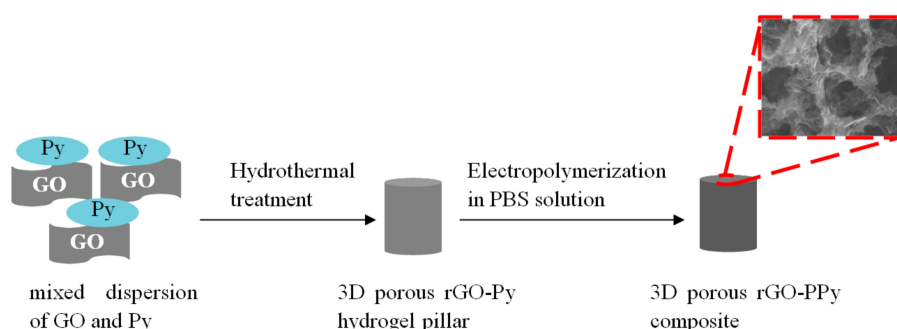 Py
Py
GO
GO
Py
GO
Hydrothermal
treatment
Electropolymerization
in PBS solution
mixed dispersion
of GO and Py
3D porous rGO-Py
hydrogel pillar
3D porous rGO-PPy
composite